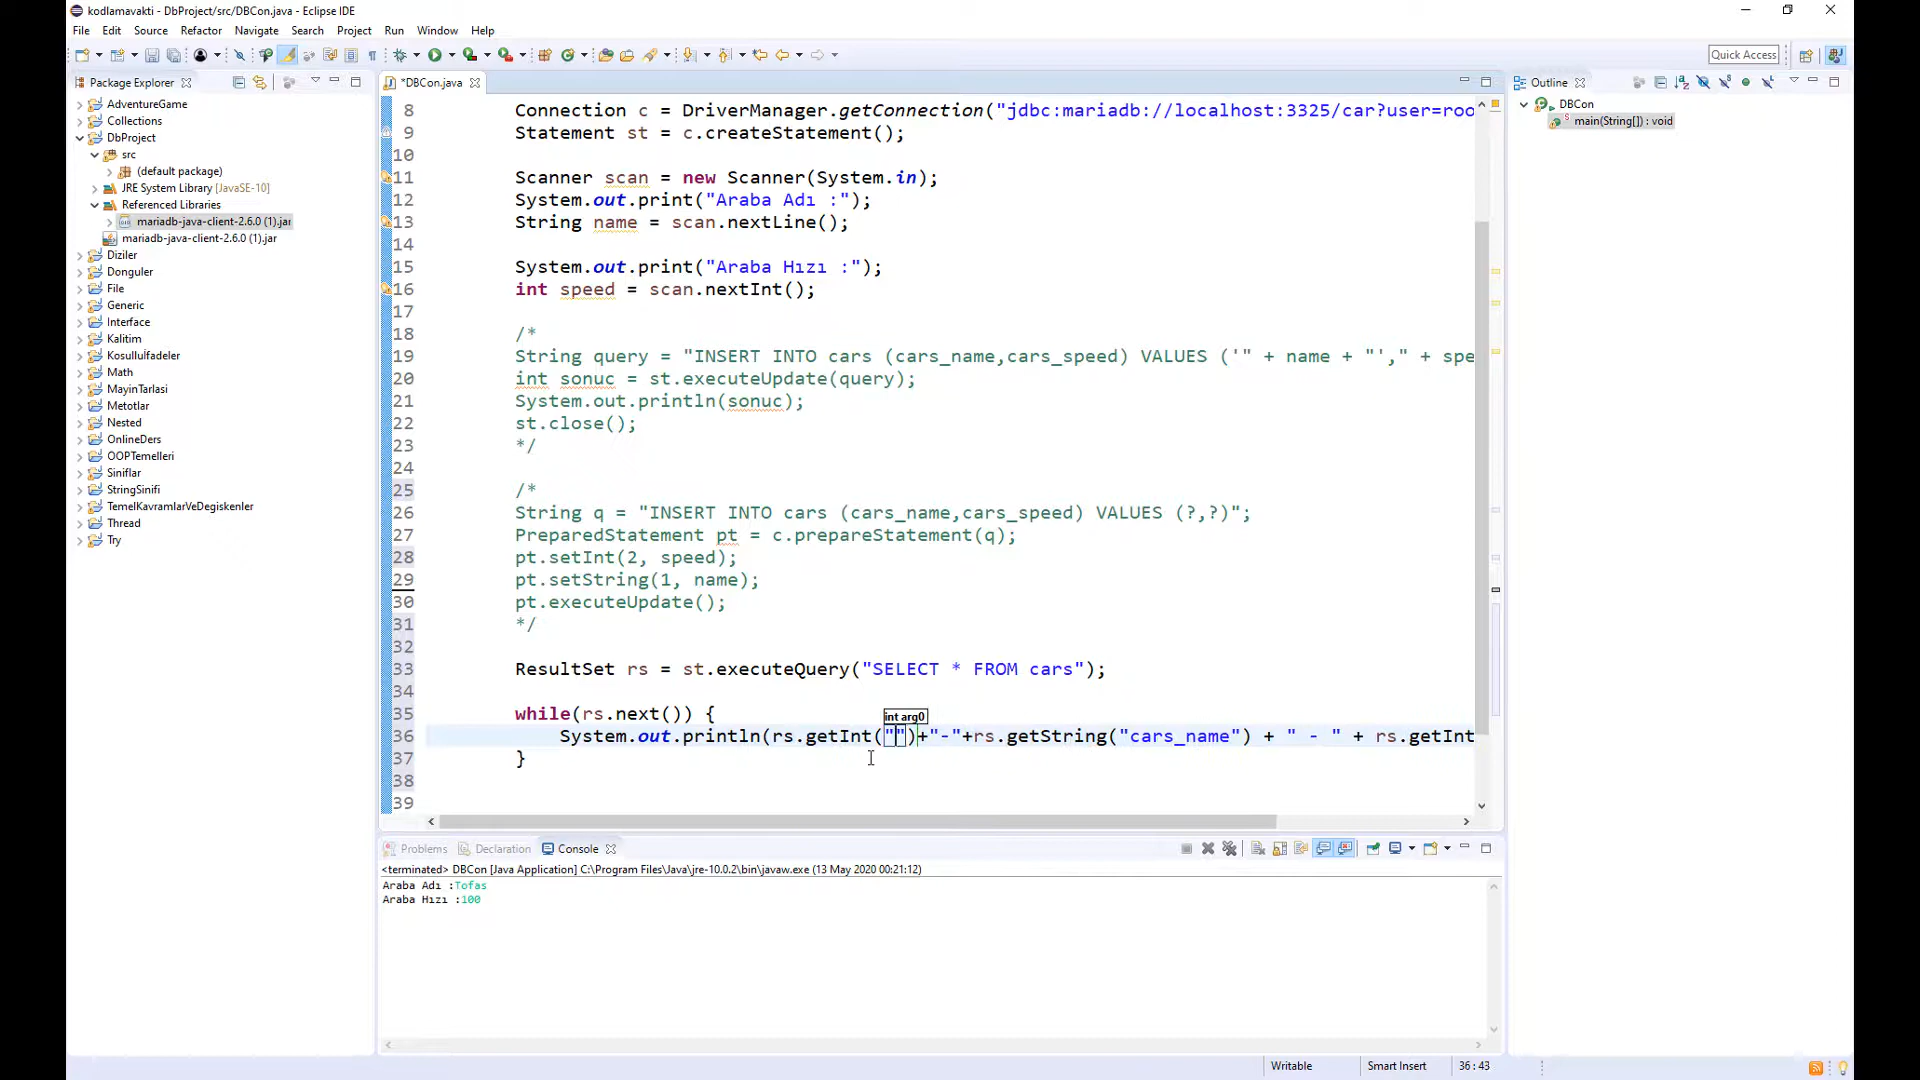 kodlamavakti - DbProject/src/DBCon.java - Eclipse IDE
File Edit Source Refactor Navigate Search Project Run Window Help
Quick Access
Package Explorer
AdventureGame
Collections
DbProject
src
(default package)
JRE System Library [JavaSE-10]
Referenced Libraries
mariadb-java-client-2.6.0 (1).jar
mariadb-java-client-2.6.0 (1).jar
Diziler
Donguler
File
Generic
Interface
Kalitim
Kosullulfadeler
Math
MayinTarlasi
Metotlar
Nested
OnlineDers
OOPTemelleri
Siniflar
StringSinifi
TemelKavramlarVeDegiskenler
Thread
Try
*DBCon.java
8 Connection c = DriverManager.getConnection("jdbc:mariadb://localhost:3325/car?user=roo
9 Statement st = c.createStatement();
10
11 Scanner scan = new Scanner(System.in);
12 System.out.print("Araba Adı :");
13 String name = scan.nextLine();
14
15 System.out.print("Araba Hızı :");
16 int speed = scan.nextInt();
17
18 /*
19 String query = "INSERT INTO cars (cars_name,cars_speed) VALUES ('" + name + "'," + spe
20 int sonuc = st.executeUpdate(query);
21 System.out.println(sonuc);
22 st.close();
23 */
24
25 /*
26 String q = "INSERT INTO cars (cars_name,cars_speed) VALUES (?,?)";
27 PreparedStatement pt = c.prepareStatement(q);
28 pt.setInt(2, speed);
29 pt.setString(1, name);
30 pt.executeUpdate();
31 */
32
33 ResultSet rs = st.executeQuery("SELECT * FROM cars");
34
35 while(rs.next()) {
int arg0
36 System.out.println(rs.getInt("")+"-"+rs.getString("cars_name") + " - " + rs.getInt
37 }
38
39
Problems Declaration Console
<terminated> DBCon [Java Application] C:\Program Files\Java\jre-10.0.2\bin\javaw.exe (13 May 2020 00:21:12)
Araba Adı :Tofas
Araba Hızı :100
Outline
DBCon
main(String[]) : void
Writable Smart Insert 36 : 43